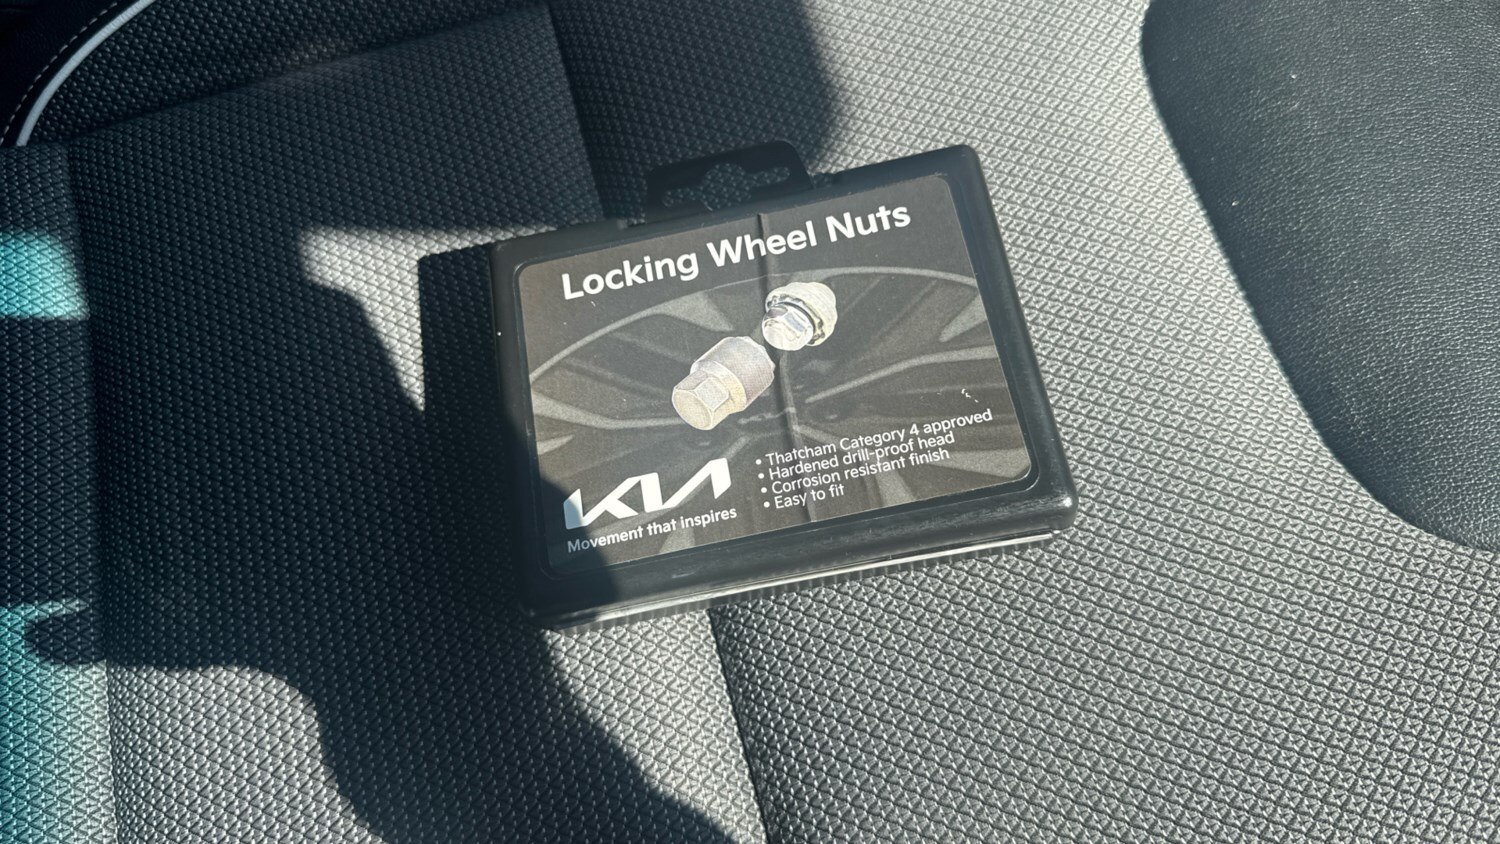 Locking Wheel Nuts
• Thatcham Category 4 approved
• Hardened drill-proof head
• Corrosion resistant finish
• Easy to fit
KIA
Movement that inspires